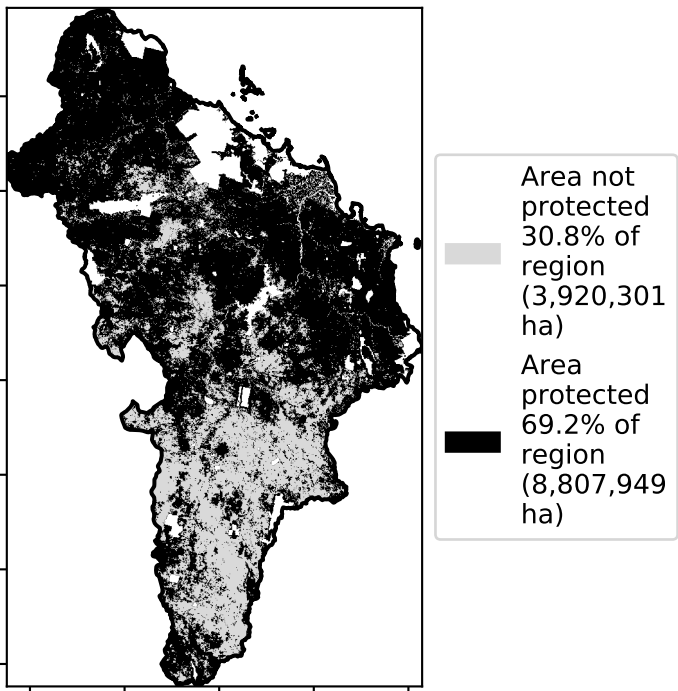 Area not
protected
30.8% of
region
(3,920,301
ha)
Area
protected
69.2% of
region
(8,807,949
ha)